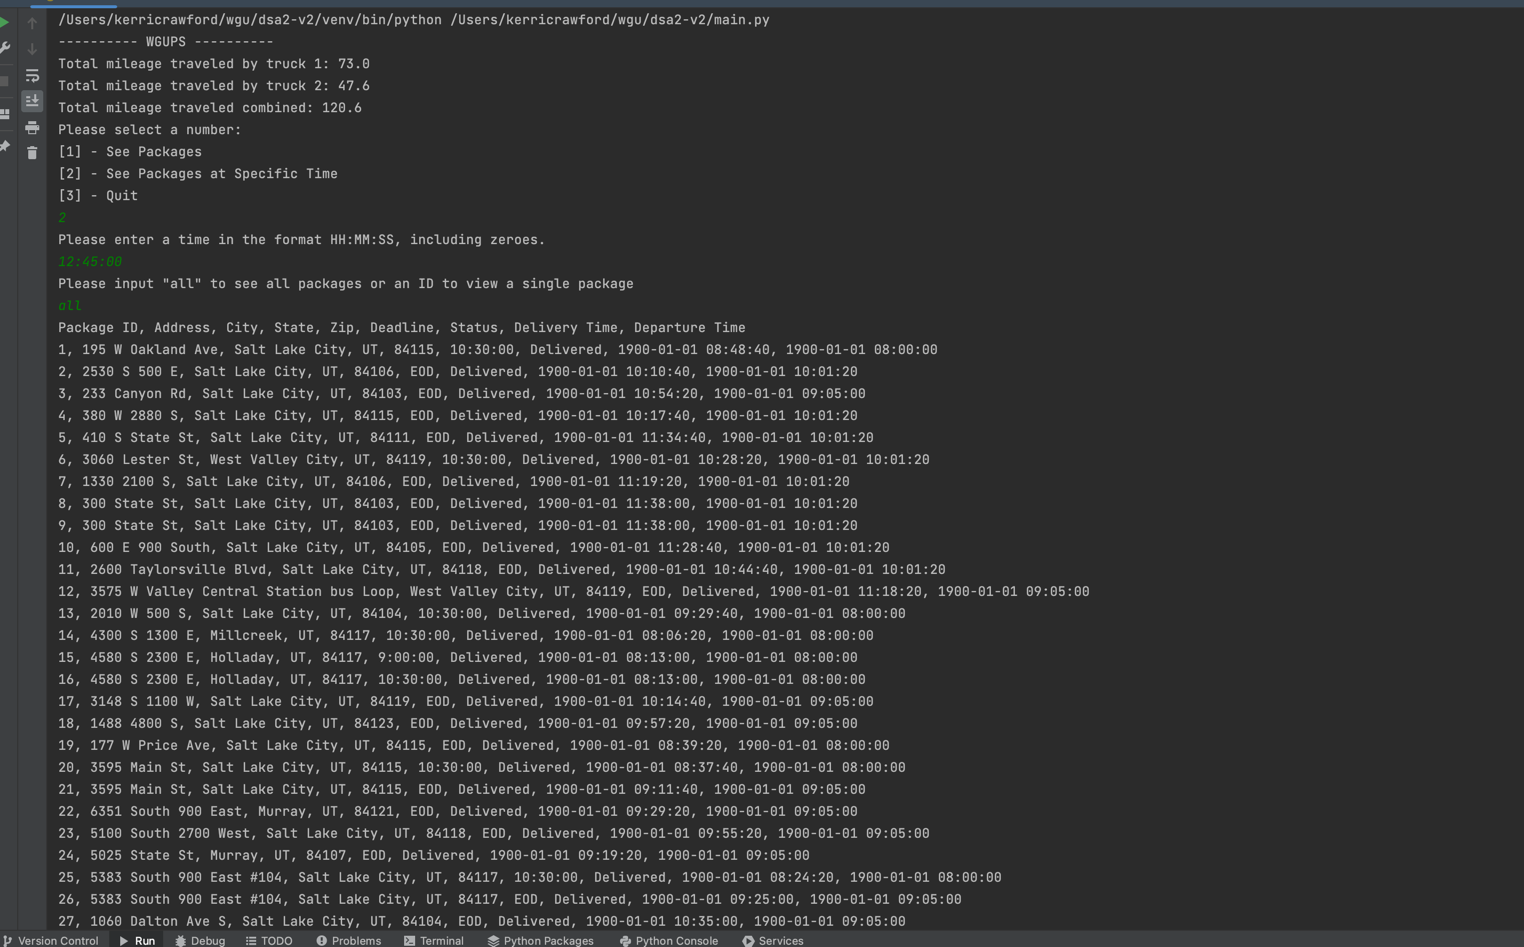 /Users/kerricrawford/wgu/dsa2-v2/venv/bin/python /Users/kerricrawford/wgu/dsa2-v2/main.py
---------- WGUPS ----------
Total mileage traveled by truck 1: 73.0
Total mileage traveled by truck 2: 47.6
Total mileage traveled combined: 120.6
Please select a number:
[1] - See Packages
[2] - See Packages at Specific Time
[3] - Quit
2
Please enter a time in the format HH:MM:SS, including zeroes.
12:45:00
Please input "all" to see all packages or an ID to view a single package
all
Package ID, Address, City, State, Zip, Deadline, Status, Delivery Time, Departure Time
1, 195 W Oakland Ave, Salt Lake City, UT, 84115, 10:30:00, Delivered, 1900-01-01 08:48:40, 1900-01-01 08:00:00
2, 2530 S 500 E, Salt Lake City, UT, 84106, EOD, Delivered, 1900-01-01 10:10:40, 1900-01-01 10:01:20
3, 233 Canyon Rd, Salt Lake City, UT, 84103, EOD, Delivered, 1900-01-01 10:54:20, 1900-01-01 09:05:00
4, 380 W 2880 S, Salt Lake City, UT, 84115, EOD, Delivered, 1900-01-01 10:17:40, 1900-01-01 10:01:20
5, 410 S State St, Salt Lake City, UT, 84111, EOD, Delivered, 1900-01-01 11:34:40, 1900-01-01 10:01:20
6, 3060 Lester St, West Valley City, UT, 84119, 10:30:00, Delivered, 1900-01-01 10:28:20, 1900-01-01 10:01:20
7, 1330 2100 S, Salt Lake City, UT, 84106, EOD, Delivered, 1900-01-01 11:19:20, 1900-01-01 10:01:20
8, 300 State St, Salt Lake City, UT, 84103, EOD, Delivered, 1900-01-01 11:38:00, 1900-01-01 10:01:20
9, 300 State St, Salt Lake City, UT, 84103, EOD, Delivered, 1900-01-01 11:38:00, 1900-01-01 10:01:20
10, 600 E 900 South, Salt Lake City, UT, 84105, EOD, Delivered, 1900-01-01 11:28:40, 1900-01-01 10:01:20
11, 2600 Taylorsville Blvd, Salt Lake City, UT, 84118, EOD, Delivered, 1900-01-01 10:44:40, 1900-01-01 10:01:20
12, 3575 W Valley Central Station bus Loop, West Valley City, UT, 84119, EOD, Delivered, 1900-01-01 11:18:20, 1900-01-01 09:05:00
13, 2010 W 500 S, Salt Lake City, UT, 84104, 10:30:00, Delivered, 1900-01-01 09:29:40, 1900-01-01 08:00:00
14, 4300 S 1300 E, Millcreek, UT, 84117, 10:30:00, Delivered, 1900-01-01 08:06:20, 1900-01-01 08:00:00
15, 4580 S 2300 E, Holladay, UT, 84117, 9:00:00, Delivered, 1900-01-01 08:13:00, 1900-01-01 08:00:00
16, 4580 S 2300 E, Holladay, UT, 84117, 10:30:00, Delivered, 1900-01-01 08:13:00, 1900-01-01 08:00:00
17, 3148 S 1100 W, Salt Lake City, UT, 84119, EOD, Delivered, 1900-01-01 10:14:40, 1900-01-01 09:05:00
18, 1488 4800 S, Salt Lake City, UT, 84123, EOD, Delivered, 1900-01-01 09:57:20, 1900-01-01 09:05:00
19, 177 W Price Ave, Salt Lake City, UT, 84115, EOD, Delivered, 1900-01-01 08:39:20, 1900-01-01 08:00:00
20, 3595 Main St, Salt Lake City, UT, 84115, 10:30:00, Delivered, 1900-01-01 08:37:40, 1900-01-01 08:00:00
21, 3595 Main St, Salt Lake City, UT, 84115, EOD, Delivered, 1900-01-01 09:11:40, 1900-01-01 09:05:00
22, 6351 South 900 East, Murray, UT, 84121, EOD, Delivered, 1900-01-01 09:29:20, 1900-01-01 09:05:00
23, 5100 South 2700 West, Salt Lake City, UT, 84118, EOD, Delivered, 1900-01-01 09:55:20, 1900-01-01 09:05:00
24, 5025 State St, Murray, UT, 84107, EOD, Delivered, 1900-01-01 09:19:20, 1900-01-01 09:05:00
25, 5383 South 900 East #104, Salt Lake City, UT, 84117, 10:30:00, Delivered, 1900-01-01 08:24:20, 1900-01-01 08:00:00
26, 5383 South 900 East #104, Salt Lake City, UT, 84117, EOD, Delivered, 1900-01-01 09:25:00, 1900-01-01 09:05:00
27, 1060 Dalton Ave S, Salt Lake City, UT, 84104, EOD, Delivered, 1900-01-01 10:35:00, 1900-01-01 09:05:00
Version Control Run Debug TODO Problems Terminal Python Packages Python Console Services